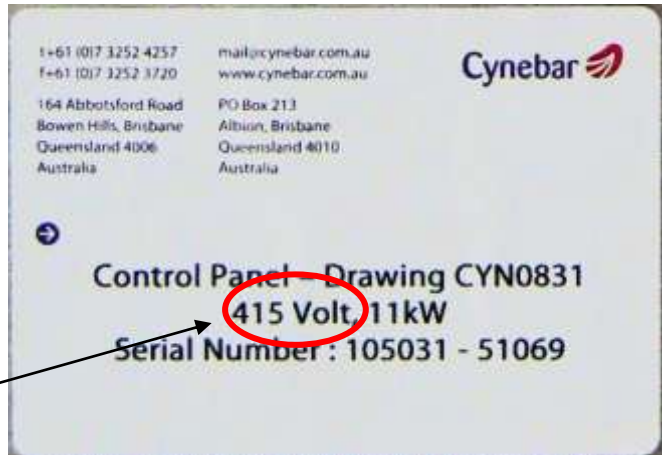 t+61 (0)7 3252 4257
f+61 (0)7 3252 3720
164 Abbotsford Road
Bowen Hills, Brisbane
Queensland 4006
Australia
mail@cynebar.com.au
www.cynebar.com.au
PO Box 213
Albion, Brisbane
Queensland 4010
Australia
Cynebar
Control Panel – Drawing CYN0831
415 Volt, 11kW
Serial Number : 105031 - 51069